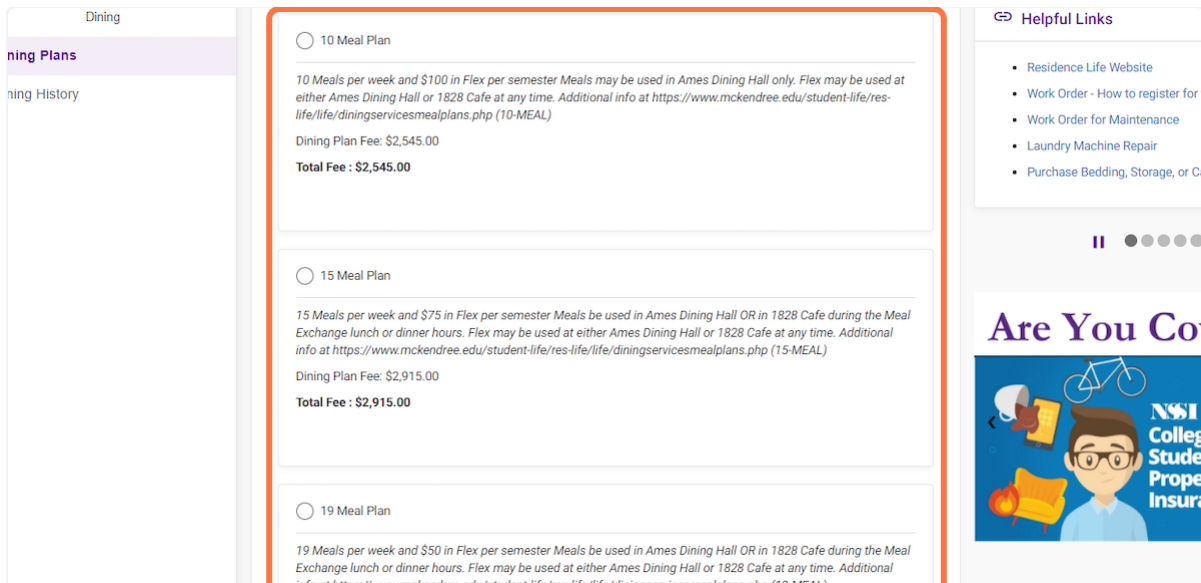 Dining
ning Plans
ning History
10 Meal Plan
10 Meals per week and $100 in Flex per semester Meals may be used in Ames Dining Hall only. Flex may be used at
either Ames Dining Hall or 1828 Cafe at any time. Additional info at https://www.mckendree.edu/student-life/res-
life/life/diningservicesmealplans.php (10-MEAL)
Dining Plan Fee: $2,545.00
Total Fee : $2,545.00
15 Meal Plan
15 Meals per week and $75 in Flex per semester Meals be used in Ames Dining Hall OR in 1828 Cafe during the Meal
Exchange lunch or dinner hours. Flex may be used at either Ames Dining Hall or 1828 Cafe at any time. Additional
info at https://www.mckendree.edu/student-life/res-life/life/diningservicesmealplans.php (15-MEAL)
Dining Plan Fee: $2,915.00
Total Fee : $2,915.00
19 Meal Plan
19 Meals per week and $50 in Flex per semester Meals be used in Ames Dining Hall OR in 1828 Cafe during the Meal
Exchange lunch or dinner hours. Flex may be used at either Ames Dining Hall or 1828 Cafe at any time. Additional
Helpful Links
Residence Life Website
Work Order - How to register for
Work Order for Maintenance
Laundry Machine Repair
Purchase Bedding, Storage, or
Are You
NSSI